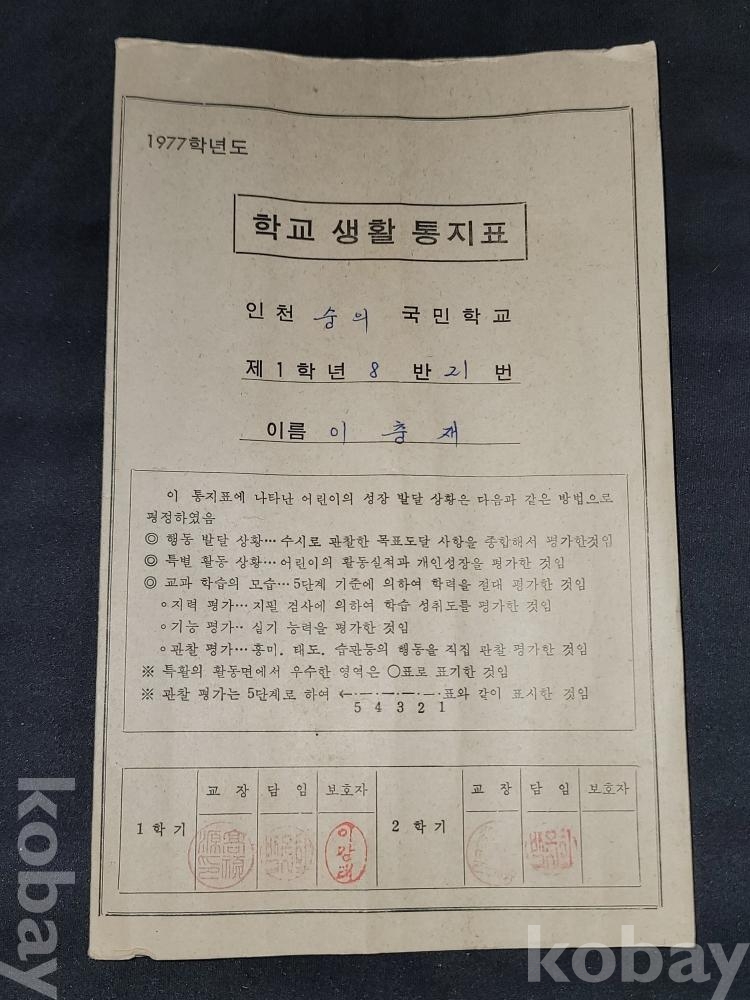 1977학년도
학교 생활 통지표
인천 숭의 국민학교
제1학년 8 반 21 번
이름 이 충 재
이 통지표에 나타난 어린이의 성장 발달 상황은 다음과 같은 방법으로
평정하였음
◎ 행동 발달 상황…수시로 관찰한 목표도달 사항을 종합해서 평가한것임
◎ 특별 활동 상황…어린이의 활동실적과 개인성장을 평가한 것임
◎ 교과 학습의 모습…5단계 기준에 의하여 학력을 절대 평가한 것임
∘지력 평가…지필 검사에 의하여 학습 성취도를 평가한 것임
∘기능 평가‥ 실기 능력을 평가한 것임
∘관찰 평가…흥미. 태도. 습관등의 행동을 직접 관찰 평가한 것임
※ 특활의 활동면에서 우수한 영역은 ○표로 표기한 것임
※ 관찰 평가는 5단계로 하여 ←·—·—·—·—·표와 같이 표시한 것임
5 4 3 2 1
교 장 담 임 보호자 교 장 담 임 보호자
1학기 2학기
kobay
kobay